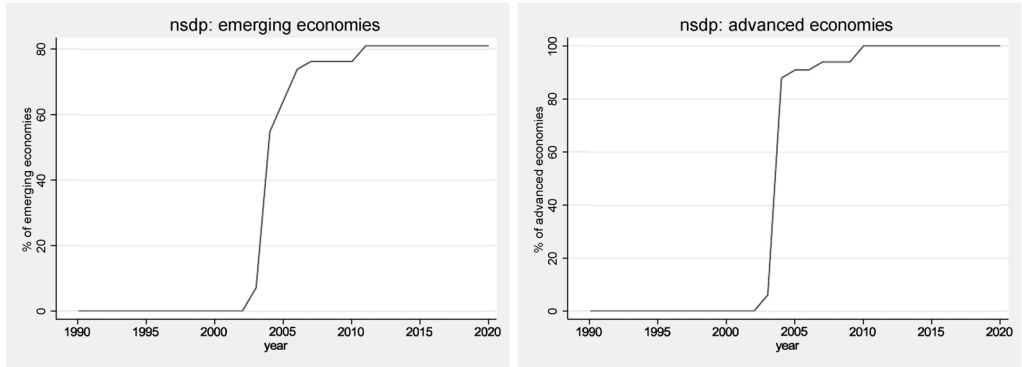 nsdp: emerging economies
% of emerging economies
80
60
40
20
0
1990 1995 2000 2005 2010 2015 2020
year
nsdp: advanced economies
% of advanced economies
100
80
60
40
20
0
1990 1995 2000 2005 2010 2015 2020
year